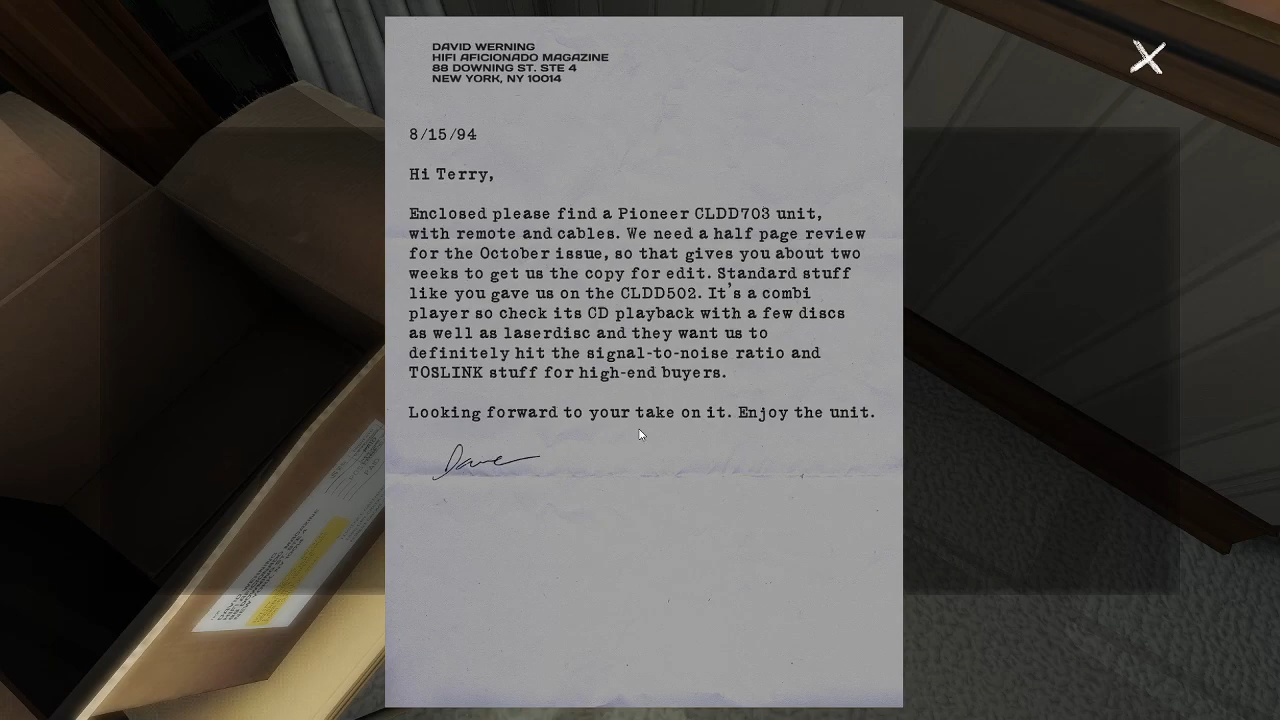 DAVID WERNING
HIFI AFICIONADO MAGAZINE
88 DOWNING ST. STE 4
NEW YORK, NY 10014
8/15/94
Hi Terry,
Enclosed please find a Pioneer CLDD703 unit,
with remote and cables. We need a half page review
for the October issue, so that gives you about two
weeks to get us the copy for edit. Standard stuff
like you gave us on the CLDD502. It's a combi
player so check its CD playback with a few discs
as well as laserdisc and they want us to
definitely hit the signal-to-noise ratio and
TOSLINK stuff for high-end buyers.
Looking forward to your take on it. Enjoy the unit.
Dave